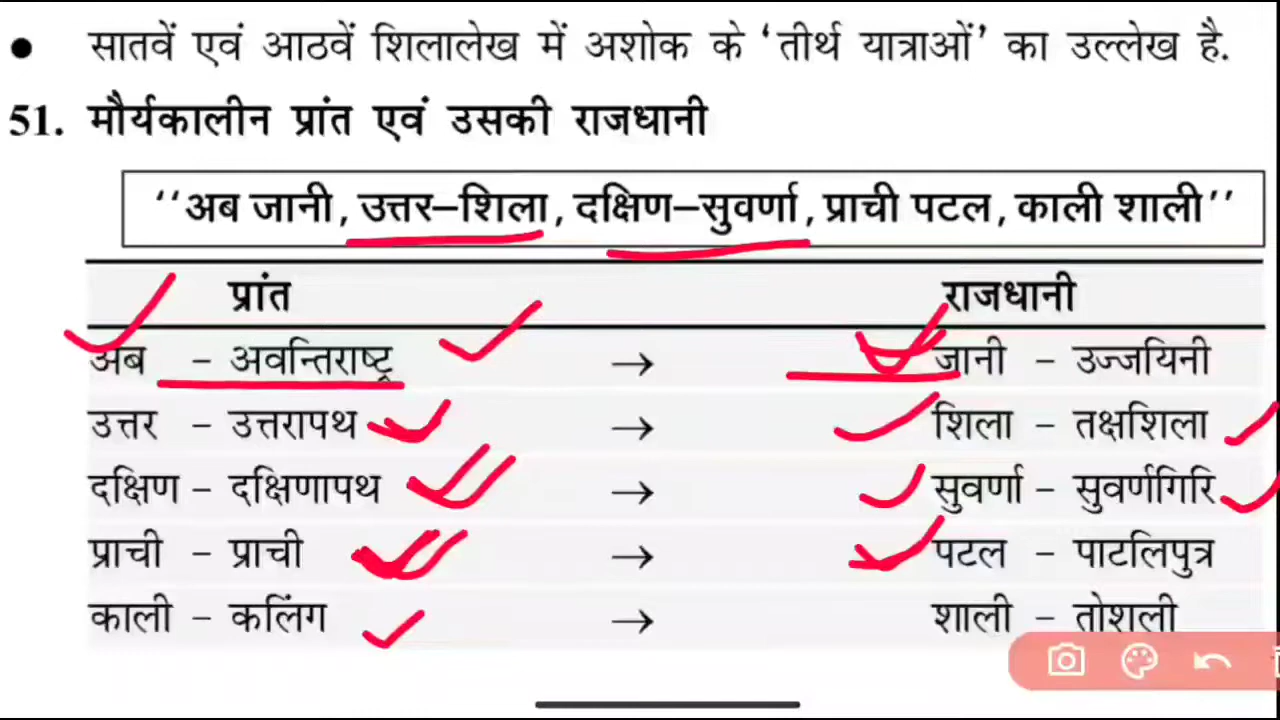 ● सातवें एवं आठवें शिलालेख में अशोक के ‘तीर्थ यात्राओं’ का उल्लेख है.
51. मौर्यकालीन प्रांत एवं उसकी राजधानी
‘‘अब जानी, उत्तर–शिला, दक्षिण–सुवर्णा, प्राची पटल, काली शाली’’
प्रांत राजधानी
अब – अवन्तिराष्ट्र → जानी – उज्जयिनी
उत्तर – उत्तरापथ → शिला – तक्षशिला
दक्षिण – दक्षिणापथ → सुवर्णा – सुवर्णगिरि
प्राची – प्राची → पटल – पाटलिपुत्र
काली – कलिंग → शाली – तोशली